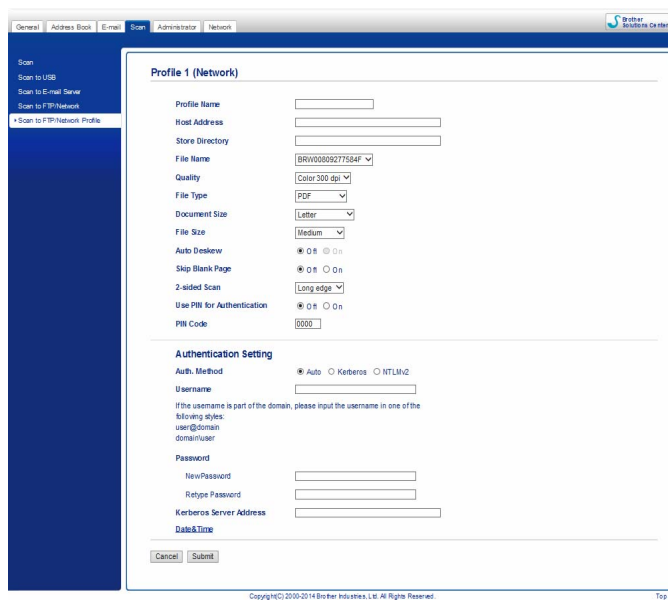 General Address Book E-mail Scan Administrator Network
Brother
Solutions Center
Scan
Scan to USB
Scan to E-mail Server
Scan to FTP/Network
Scan to FTP/Network Profile
Profile 1 (Network)
Profile Name
Host Address
Store Directory
File Name BRW00809277584F
Quality Color 300 dpi
File Type PDF
Document Size Letter
File Size Medium
Auto Deskew Off On
Skip Blank Page Off On
2-sided Scan Long edge
Use PIN for Authentication Off On
PIN Code 0000
Authentication Setting
Auth. Method Auto Kerberos NTLMv2
Username
If the username is part of the domain, please input the username in one of the
following styles:
user@domain
domain\user
Password
NewPassword
Retype Password
Kerberos Server Address
Date&Time
Cancel Submit
Copyright(C) 2000-2014 Brother Industries, Ltd. All Rights Reserved. Top